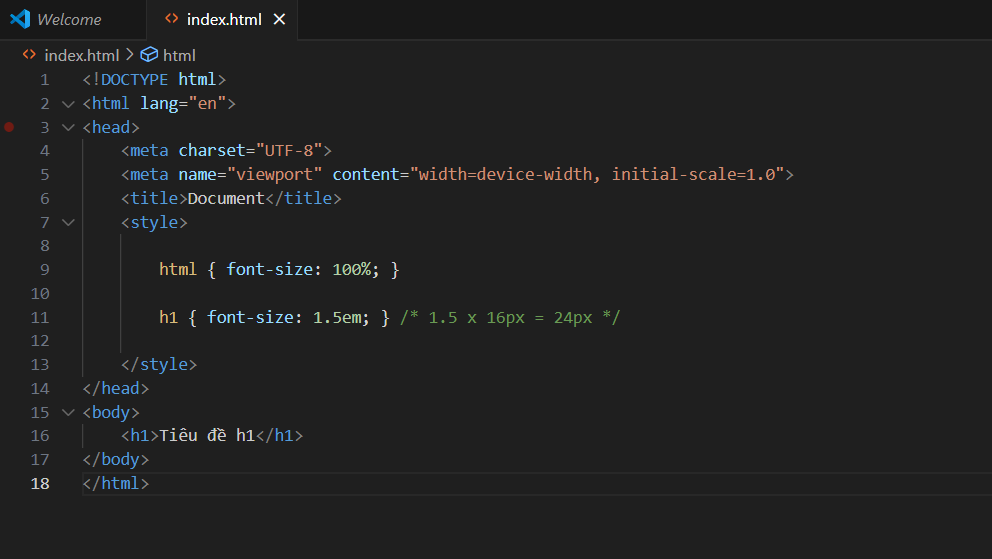 Welcome
index.html
index.html > html
1 <!DOCTYPE html>
2 <html lang="en">
3 <head>
4     <meta charset="UTF-8">
5     <meta name="viewport" content="width=device-width, initial-scale=1.0">
6     <title>Document</title>
7     <style>
8
9         html { font-size: 100%; }
10
11         h1 { font-size: 1.5em; } /* 1.5 x 16px = 24px */
12
13     </style>
14 </head>
15 <body>
16     <h1>Tiêu đề h1</h1>
17 </body>
18 </html>